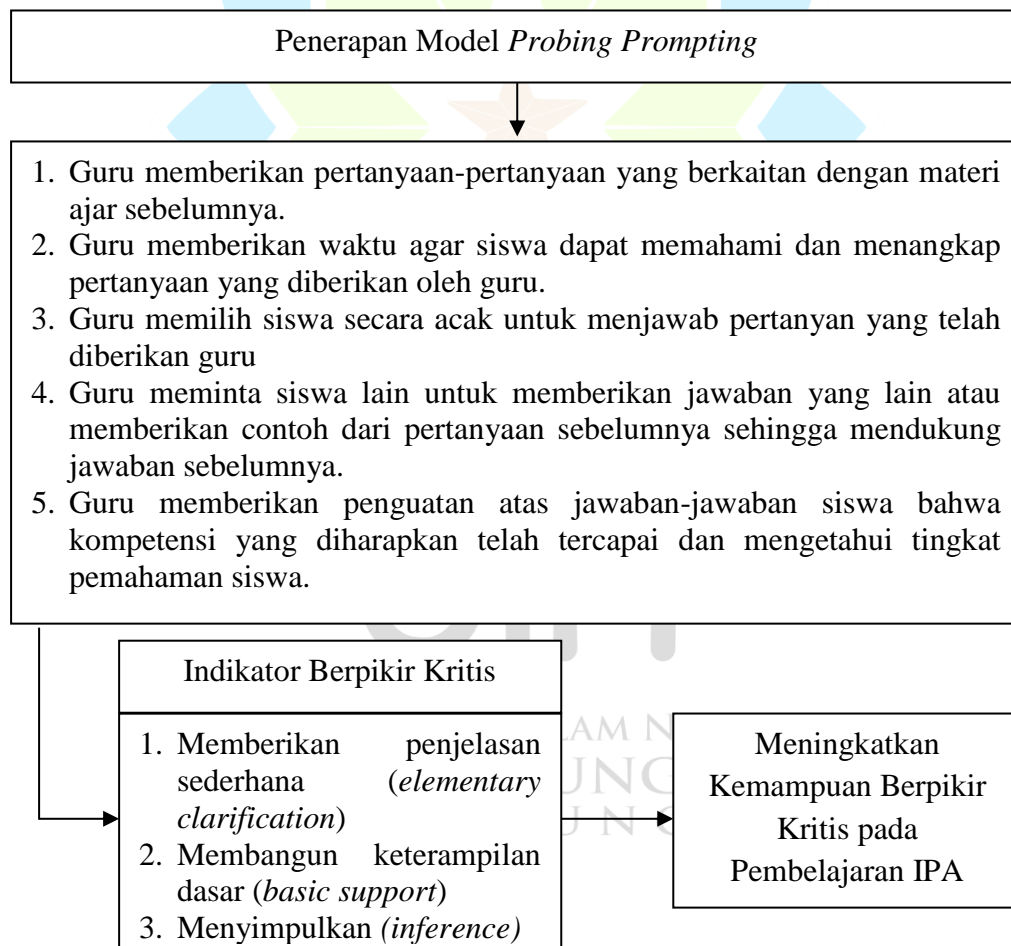 Penerapan Model Probing Prompting
1. Guru memberikan pertanyaan-pertanyaan yang berkaitan dengan materi
ajar sebelumnya.
2. Guru memberikan waktu agar siswa dapat memahami dan menangkap
pertanyaan yang diberikan oleh guru.
3. Guru memilih siswa secara acak untuk menjawab pertanyan yang telah
diberikan guru
4. Guru meminta siswa lain untuk memberikan jawaban yang lain atau
memberikan contoh dari pertanyaan sebelumnya sehingga mendukung
jawaban sebelumnya.
5. Guru memberikan penguatan atas jawaban-jawaban siswa bahwa
kompetensi yang diharapkan telah tercapai dan mengetahui tingkat
pemahaman siswa.
Indikator Berpikir Kritis
1. Memberikan penjelasan
sederhana (elementary
clarification)
2. Membangun keterampilan
dasar (basic support)
3. Menyimpulkan (inference)
Meningkatkan
Kemampuan Berpikir
Kritis pada
Pembelajaran IPA